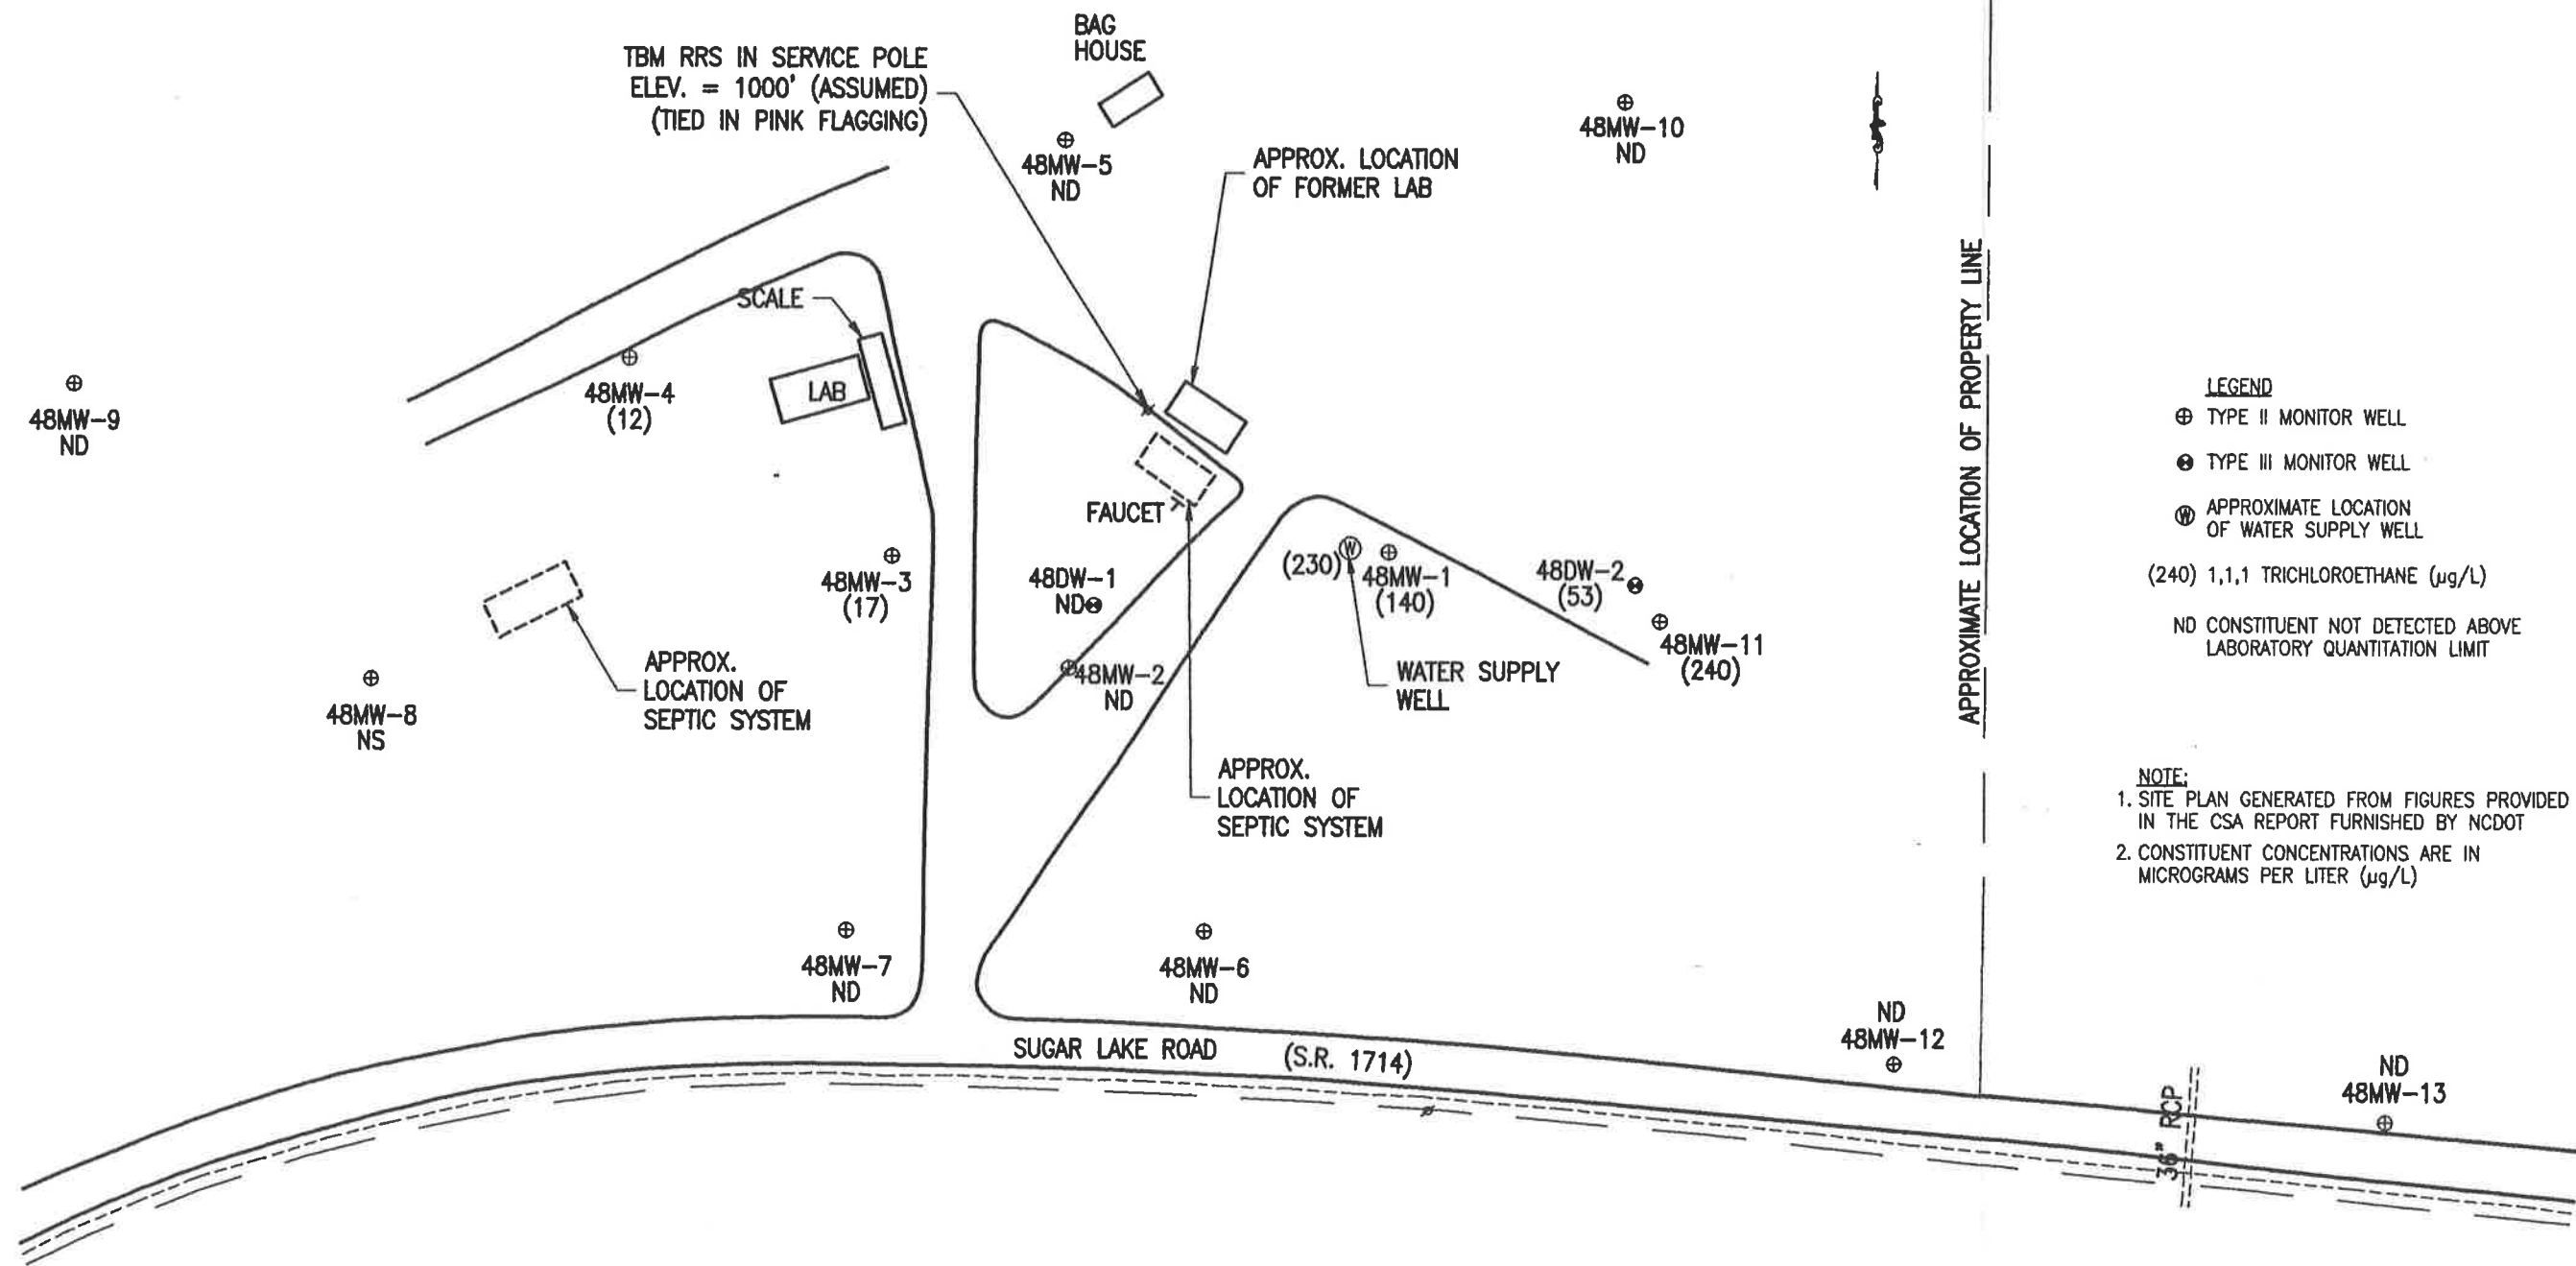 BAG
HOUSE
TBM RRS IN SERVICE POLE
ELEV. = 1000' (ASSUMED)
(TIED IN PINK FLAGGING)
48MW-10
ND
48MW-5
ND
APPROX. LOCATION
OF FORMER LAB
SCALE
LAB
48MW-4
(12)
48MW-9
ND
APPROXIMATE LOCATION OF PROPERTY LINE
FAUCET
48MW-3
(17)
48DW-1
ND
(230)
W
48MW-1
(140)
48DW-2
(53)
48MW-11
(240)
48MW-2
ND
WATER SUPPLY
WELL
APPROX.
LOCATION OF
SEPTIC SYSTEM
48MW-8
NS
APPROX.
LOCATION OF
SEPTIC SYSTEM
48MW-7
ND
48MW-6
ND
ND
48MW-12
ND
48MW-13
SUGAR LAKE ROAD (S.R. 1714)
36" RCP
LEGEND
TYPE II MONITOR WELL
TYPE III MONITOR WELL
W APPROXIMATE LOCATION
OF WATER SUPPLY WELL
(240) 1,1,1 TRICHLOROETHANE (µg/L)
ND CONSTITUENT NOT DETECTED ABOVE
LABORATORY QUANTITATION LIMIT
NOTE:
1. SITE PLAN GENERATED FROM FIGURES PROVIDED
IN THE CSA REPORT FURNISHED BY NCDOT
2. CONSTITUENT CONCENTRATIONS ARE IN
MICROGRAMS PER LITER (µg/L)